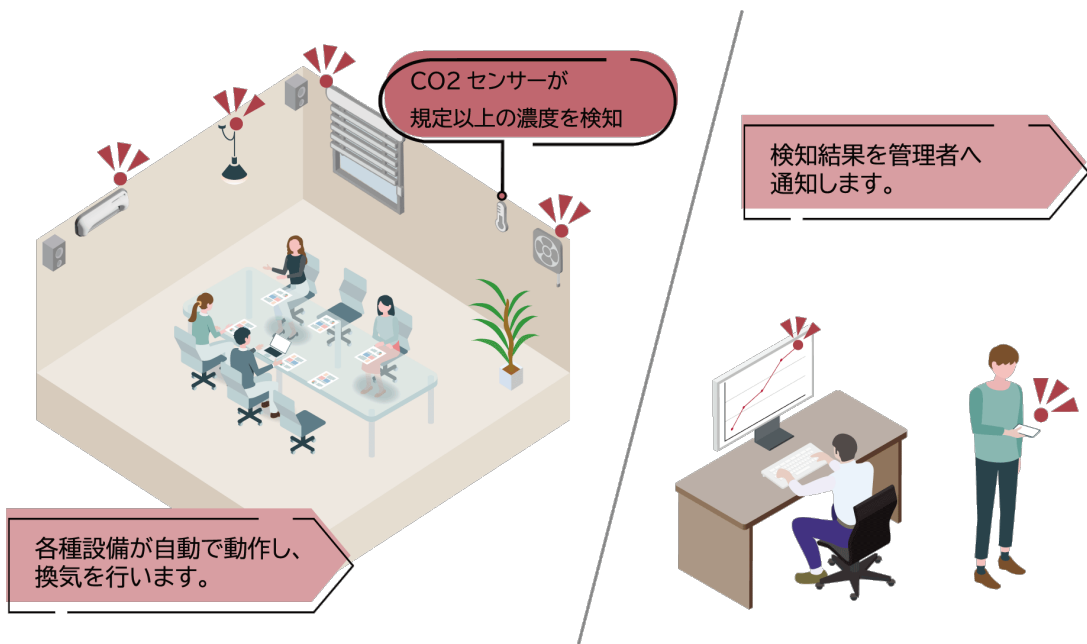 CO2 センサーが
規定以上の濃度を検知
検知結果を管理者へ
通知します。
各種設備が自動で動作し、
換気を行います。